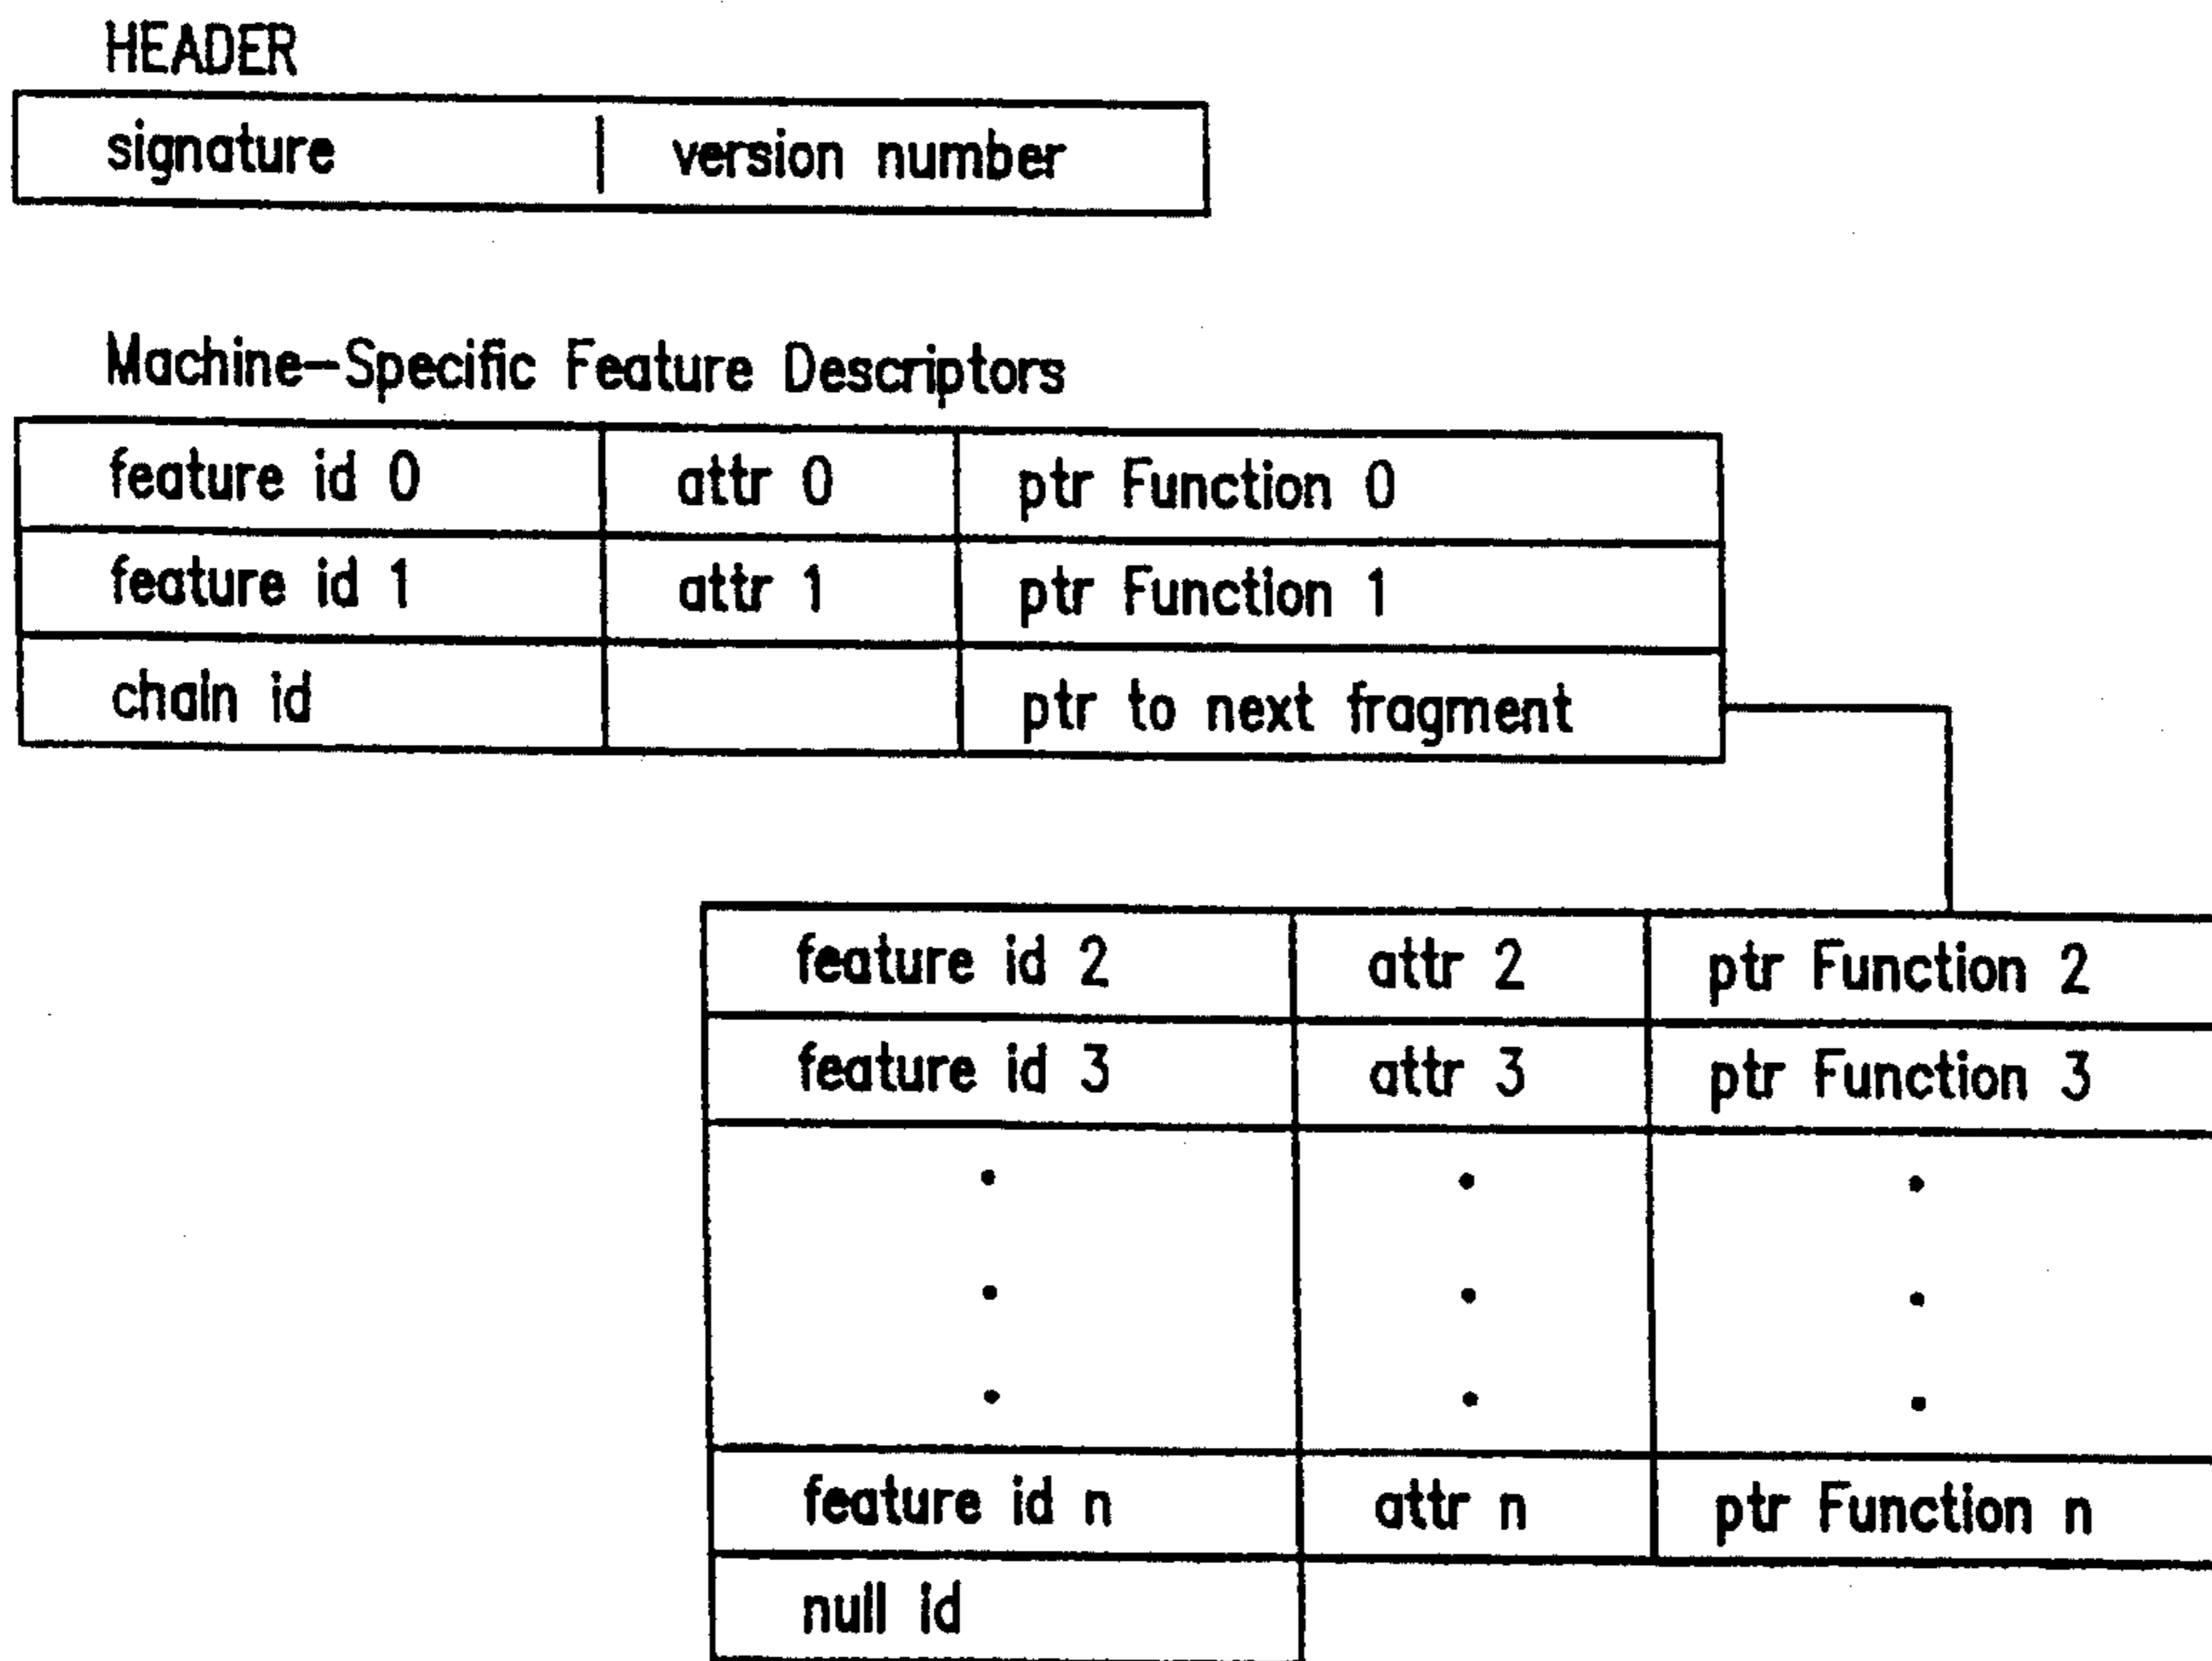 HEADER
signature | version number
Machine-Specific Feature Descriptors
feature id 0 attr 0 ptr Function 0
feature id 1 attr 1 ptr Function 1
chain id ptr to next fragment
feature id 2 attr 2 ptr Function 2
feature id 3 attr 3 ptr Function 3
feature id n attr n ptr Function n
null id